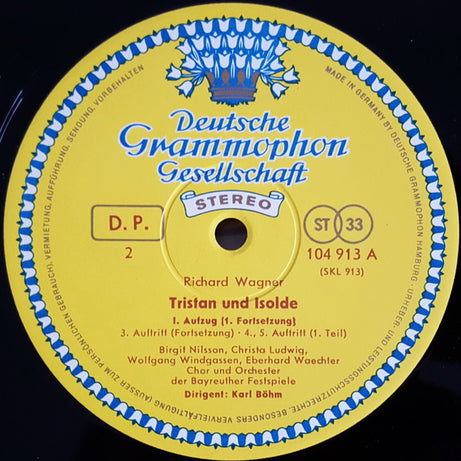 Deutsche
Grammophon
Gesellschaft
STEREO
D. P.
2
ST 33
104 913 A
(SKL 913)
Richard Wagner
Tristan und Isolde
1. Aufzug (1. Fortsetzung)
3. Auftritt (Fortsetzung) · 4., 5. Auftritt (1. Teil)
Birgit Nilsson, Christa Ludwig,
Wolfgang Windgassen, Eberhard Waechter
Chor und Orchester
der Bayreuther Festspiele
Dirigent: Karl Böhm
MADE IN GERMANY BY DEUTSCHE GRAMMOPHON HAMBURG · URHEBER- UND LEISTUNGSSCHUTZRECHTE, BESONDERS VERVIELFÄLTIGUNG (AUSSER ZUM PERSÖNLICHEN GEBRAUCH), VERMIETUNG, AUFFÜHRUNG, SENDUNG, VORBEHALTEN